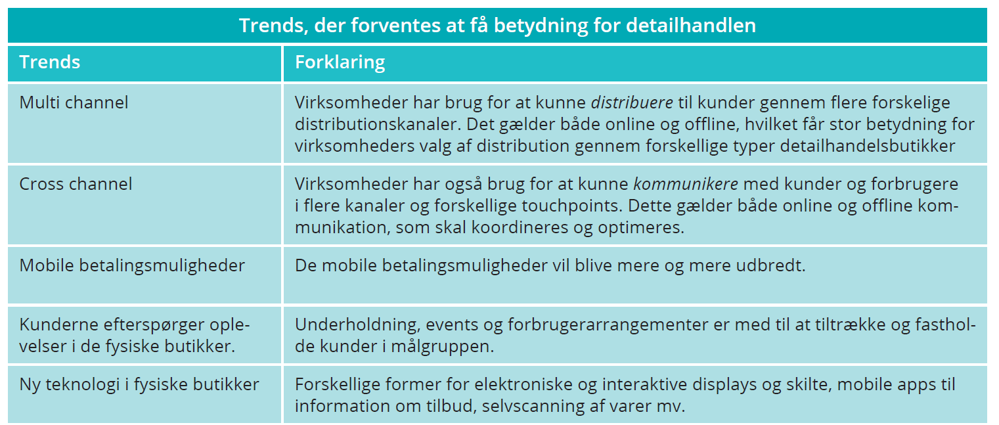 Trends, der forventes at få betydning for detailhandlen
Trends
Forklaring
Multi channel
Virksomheder har brug for at kunne distribuere til kunder gennem flere forskelige
distributionskanaler. Det gælder både online og offline, hvilket får stor betydning for
virksomheders valg af distribution gennem forskellige typer detailhandelsbutikker
Cross channel
Virksomheder har også brug for at kunne kommunikere med kunder og forbrugere
i flere kanaler og forskellige touchpoints. Dette gælder både online og offline kom-
munikation, som skal koordineres og optimeres.
Mobile betalingsmuligheder
De mobile betalingsmuligheder vil blive mere og mere udbredt.
Kunderne efterspørger ople-
velser i de fysiske butikker.
Underholdning, events og forbrugerarrangementer er med til at tiltrække og fasthol-
de kunder i målgruppen.
Ny teknologi i fysiske butikker
Forskellige former for elektroniske og interaktive displays og skilte, mobile apps til
information om tilbud, selvscanning af varer mv.